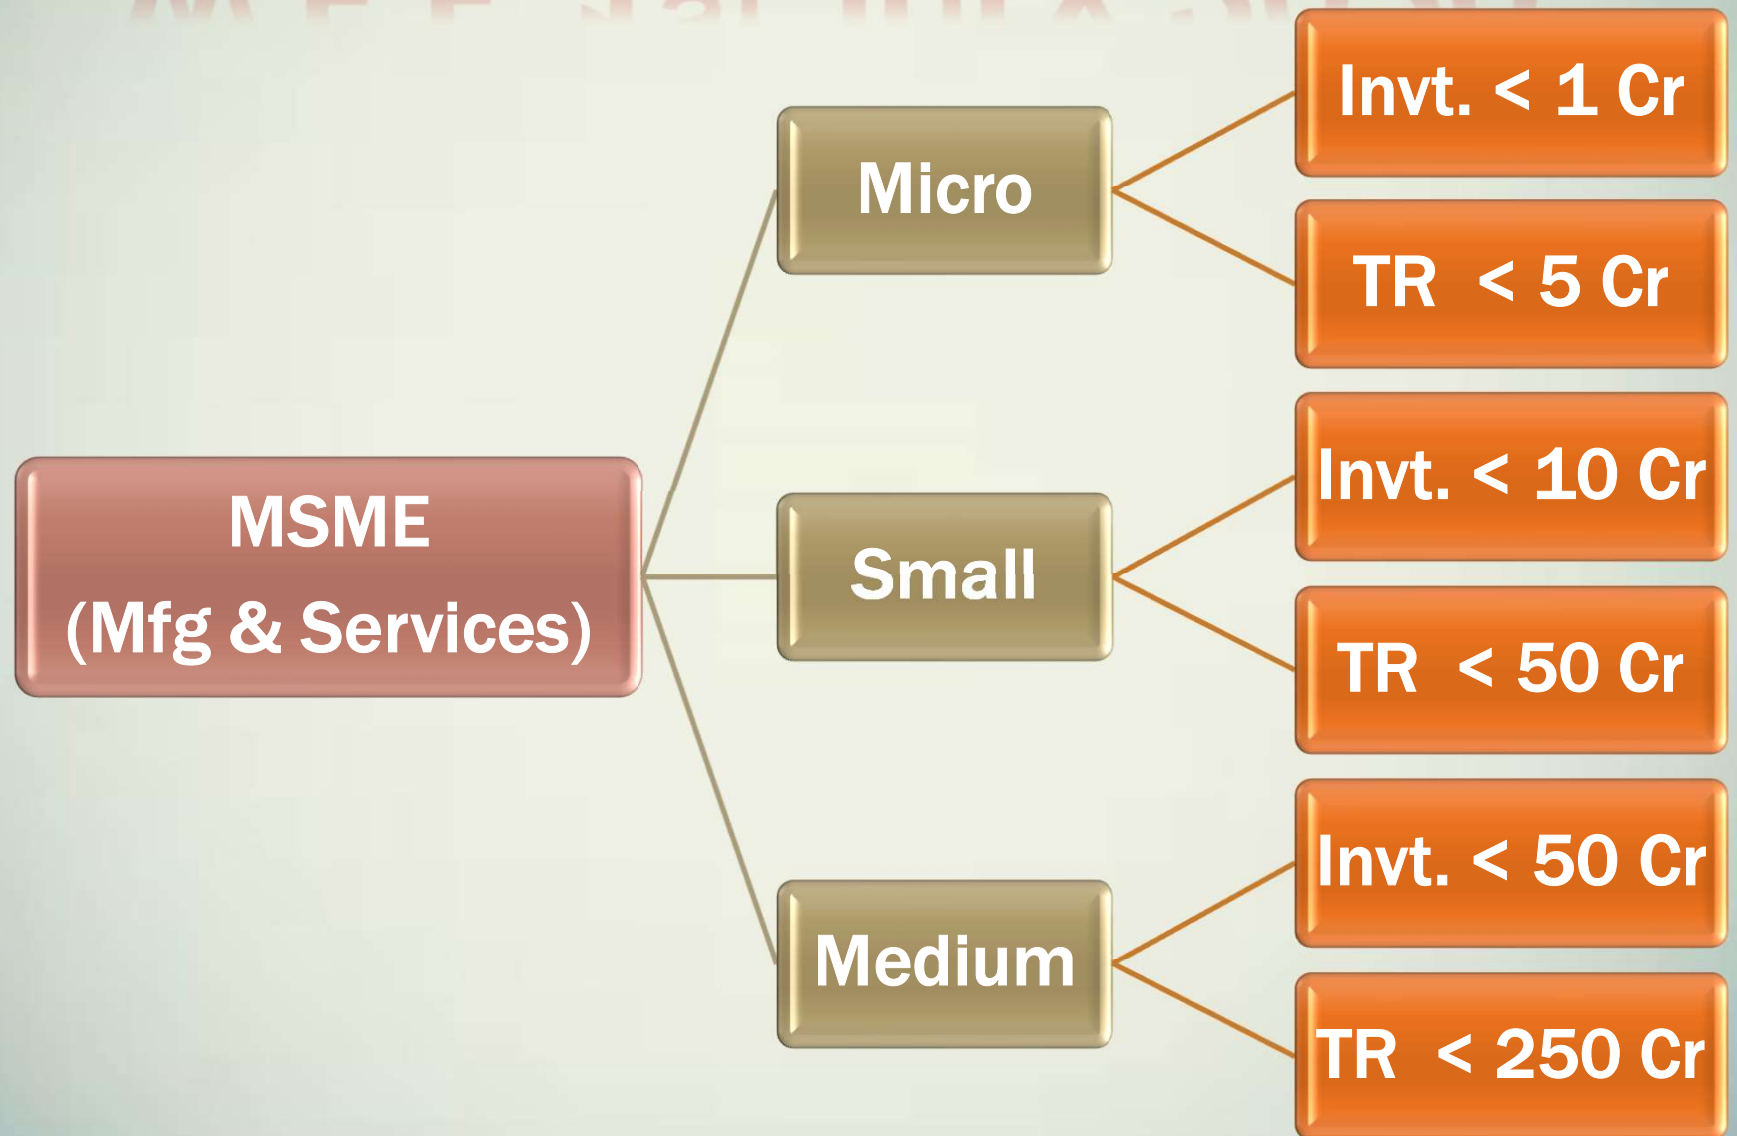 MSME
(Mfg & Services)
Micro
Invt. < 1 Cr
TR < 5 Cr
Small
Invt. < 10 Cr
TR < 50 Cr
Medium
Invt. < 50 Cr
TR < 250 Cr